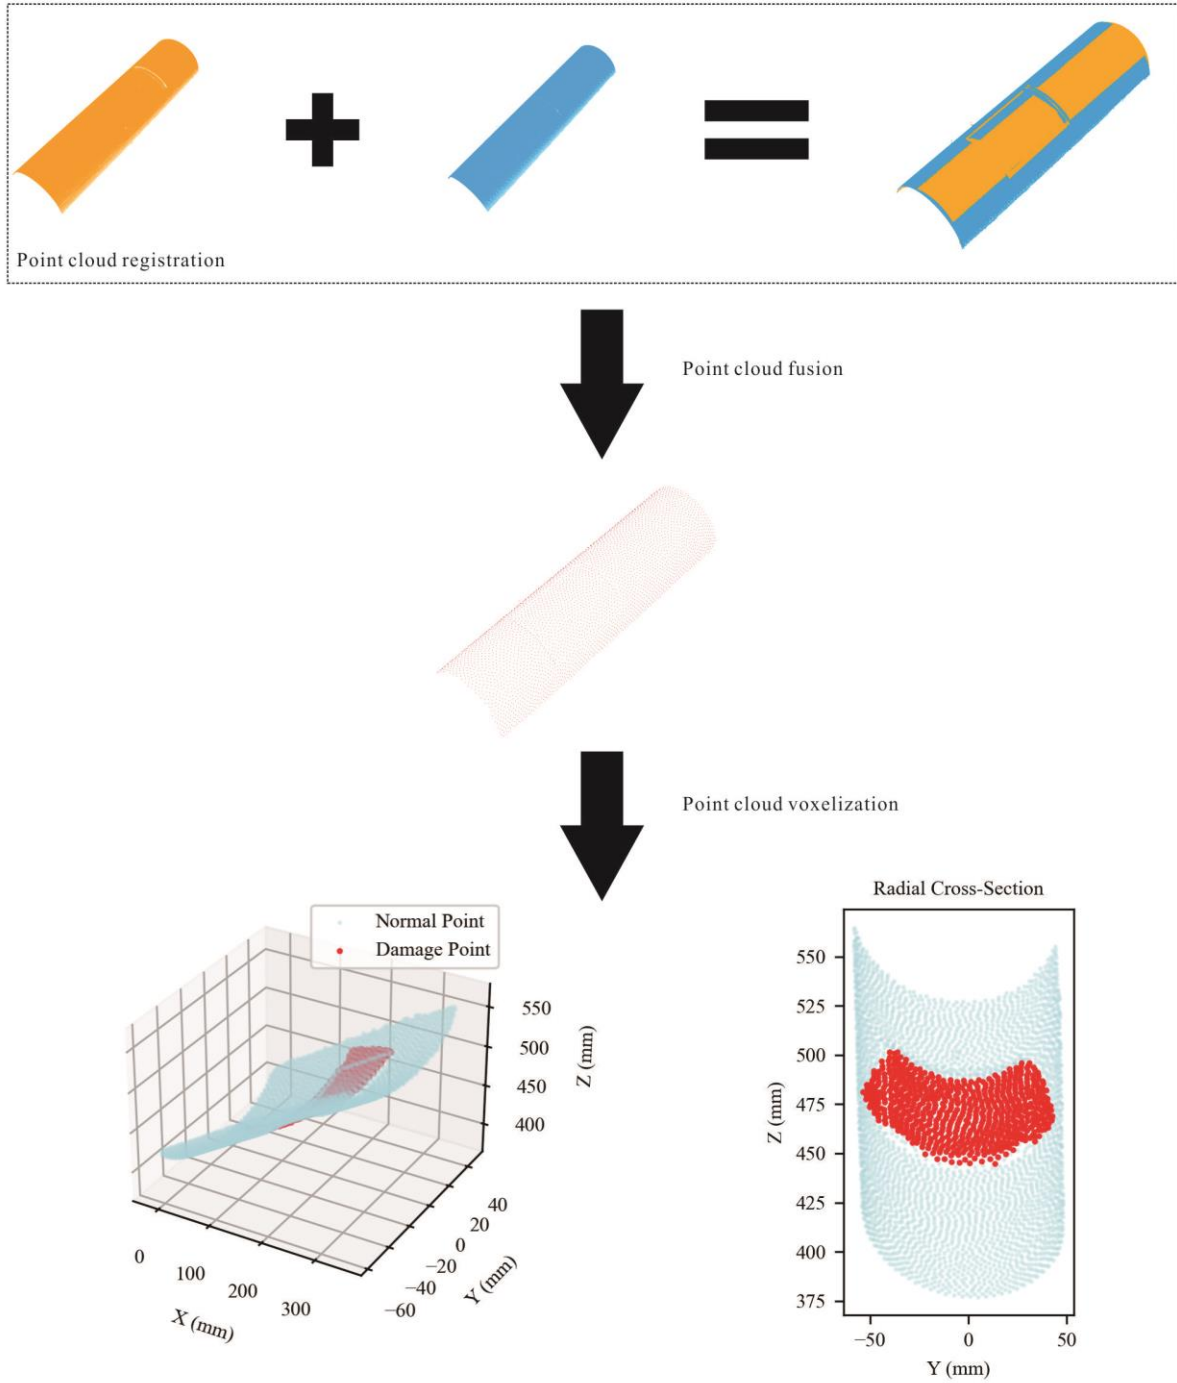 Point cloud registration
Point cloud fusion
Point cloud voxelization
Normal Point
Damage Point
550
500
450
400
Z (mm)
40
20
0
−20
−40
−60
Y (mm)
0
100
200
300
X (mm)
Radial Cross-Section
550
525
500
475
450
425
400
375
Z (mm)
−50
0
50
Y (mm)